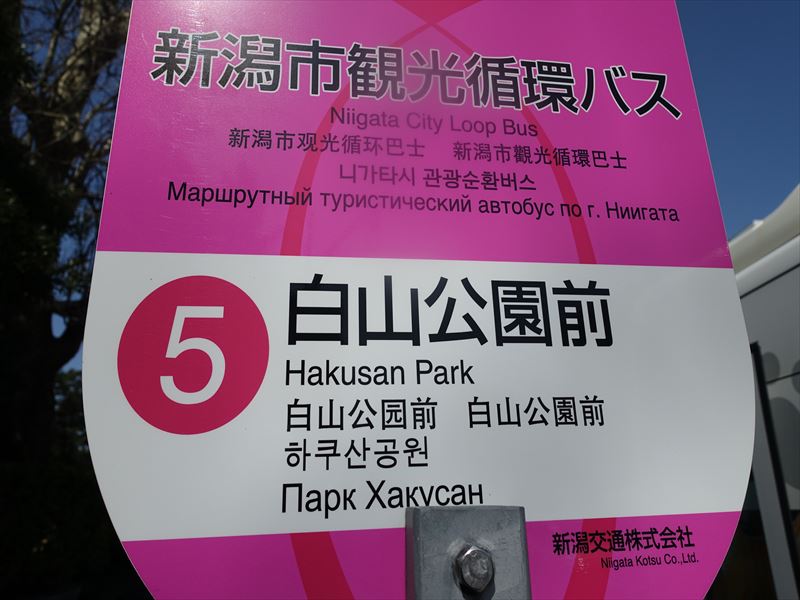 新潟市観光循環バス
Niigata City Loop Bus
新潟市观光循环巴士 新潟市觀光循環巴士
니가타시 관광순환버스
Маршрутный туристический автобус по г. Ниигата
5
白山公園前
Hakusan Park
白山公园前 白山公園前
하쿠산공원
Парк Хакусан
新潟交通株式会社
Niigata Kotsu Co.,Ltd.